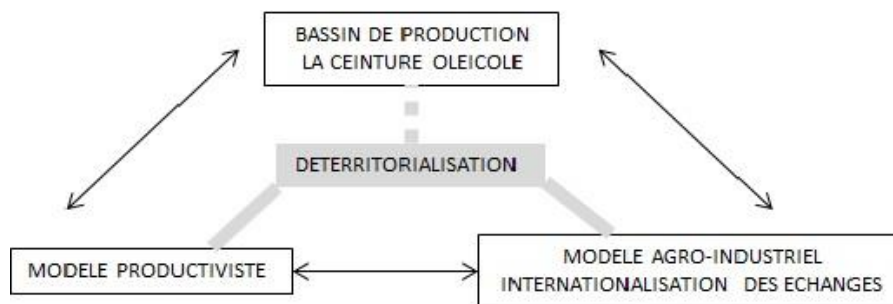 BASSIN DE PRODUCTION
LA CEINTURE OLEICOLE
DETERRITORIALISATION
MODELE PRODUCTIVISTE
MODELE AGRO-INDUSTRIEL
INTERNATIONALISATION DES ECHANGES